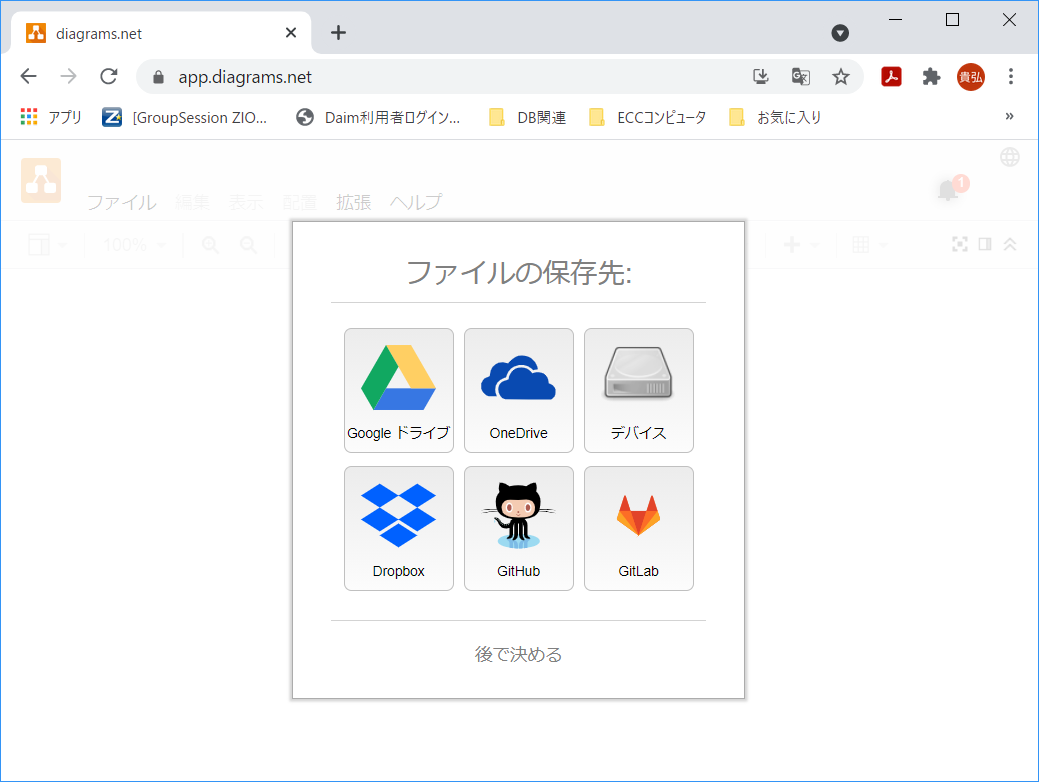 diagrams.net
app.diagrams.net
貴弘
アプリ
[GroupSession ZIO...
Daim利用者ログイン...
DB関連
ECCコンピュータ
お気に入り
»
1
ファイル 編集 表示 配置 拡張 ヘルプ
100%
ファイルの保存先:
Google ドライブ
OneDrive
デバイス
Dropbox
GitHub
GitLab
後で決める